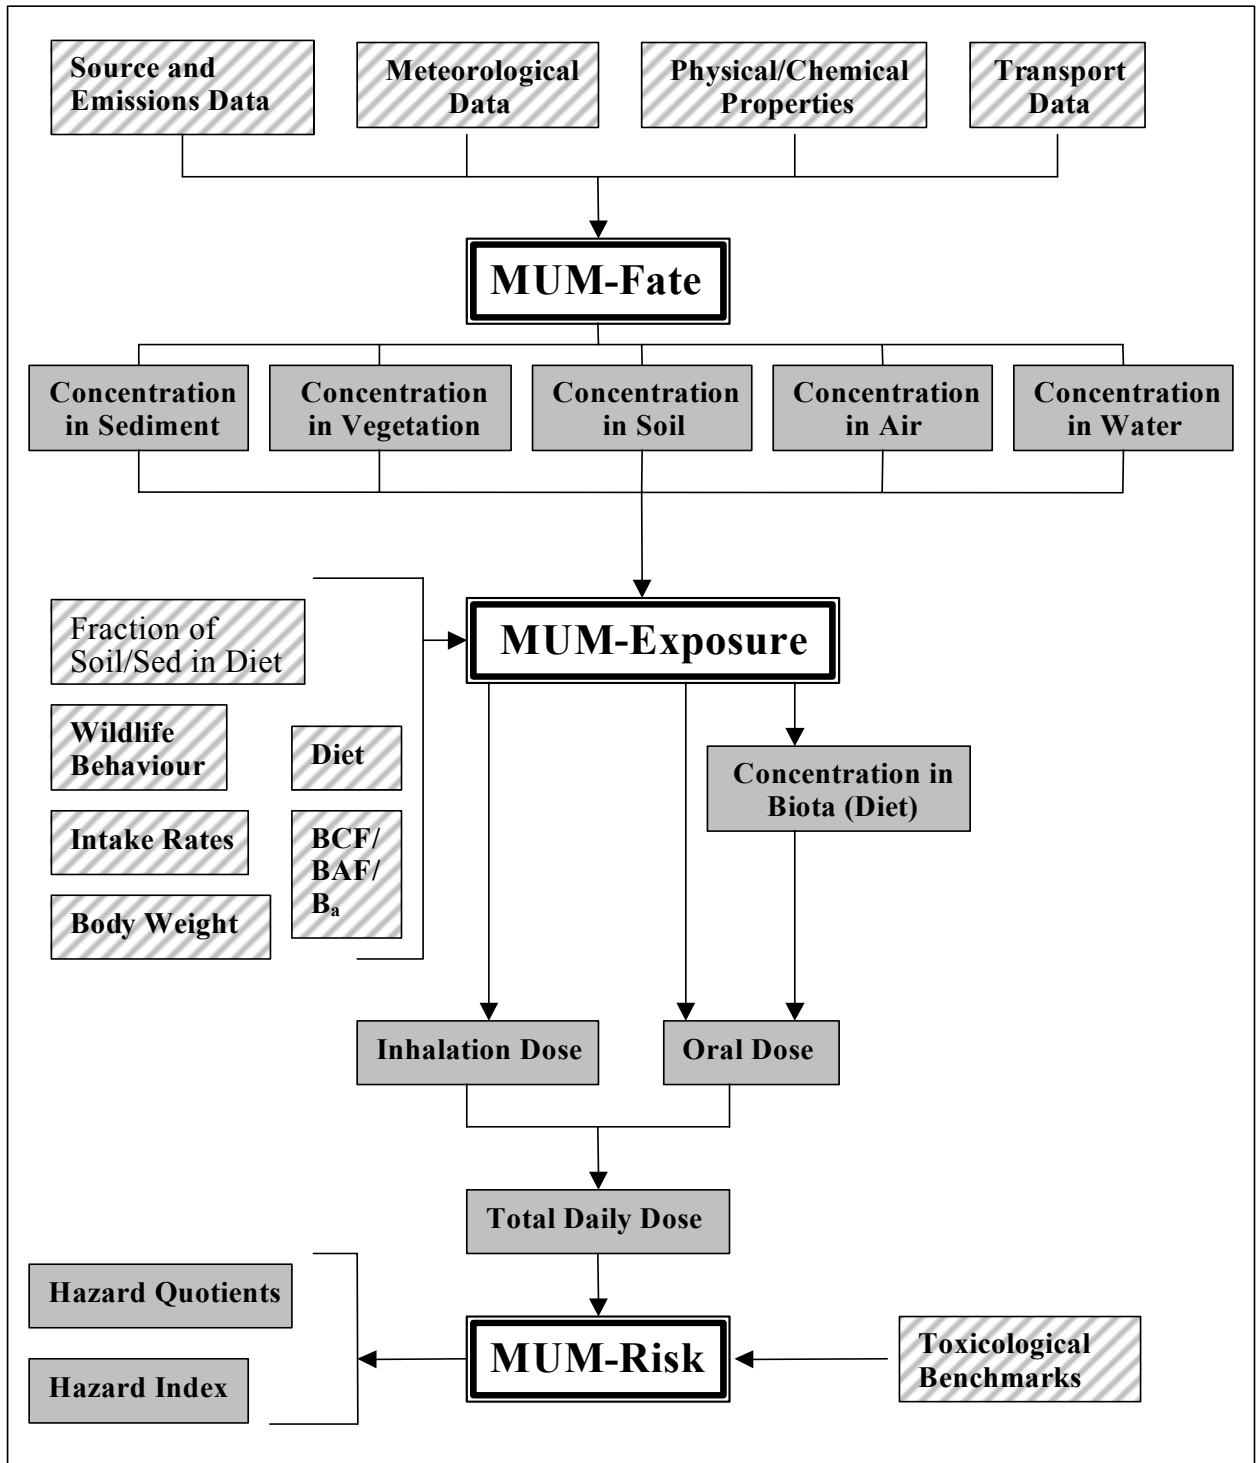 Source and
Emissions Data
Meteorological
Data
Physical/Chemical
Properties
Transport
Data
MUM-Fate
Concentration
in Sediment
Concentration
in Vegetation
Concentration
in Soil
Concentration
in Air
Concentration
in Water
MUM-Exposure
Fraction of
Soil/Sed in Diet
Wildlife
Behaviour
Diet
Intake Rates
BCF/
BAF/
Bₐ
Body Weight
Concentration in
Biota (Diet)
Inhalation Dose
Oral Dose
Total Daily Dose
Hazard Quotients
Hazard Index
MUM-Risk
Toxicological
Benchmarks